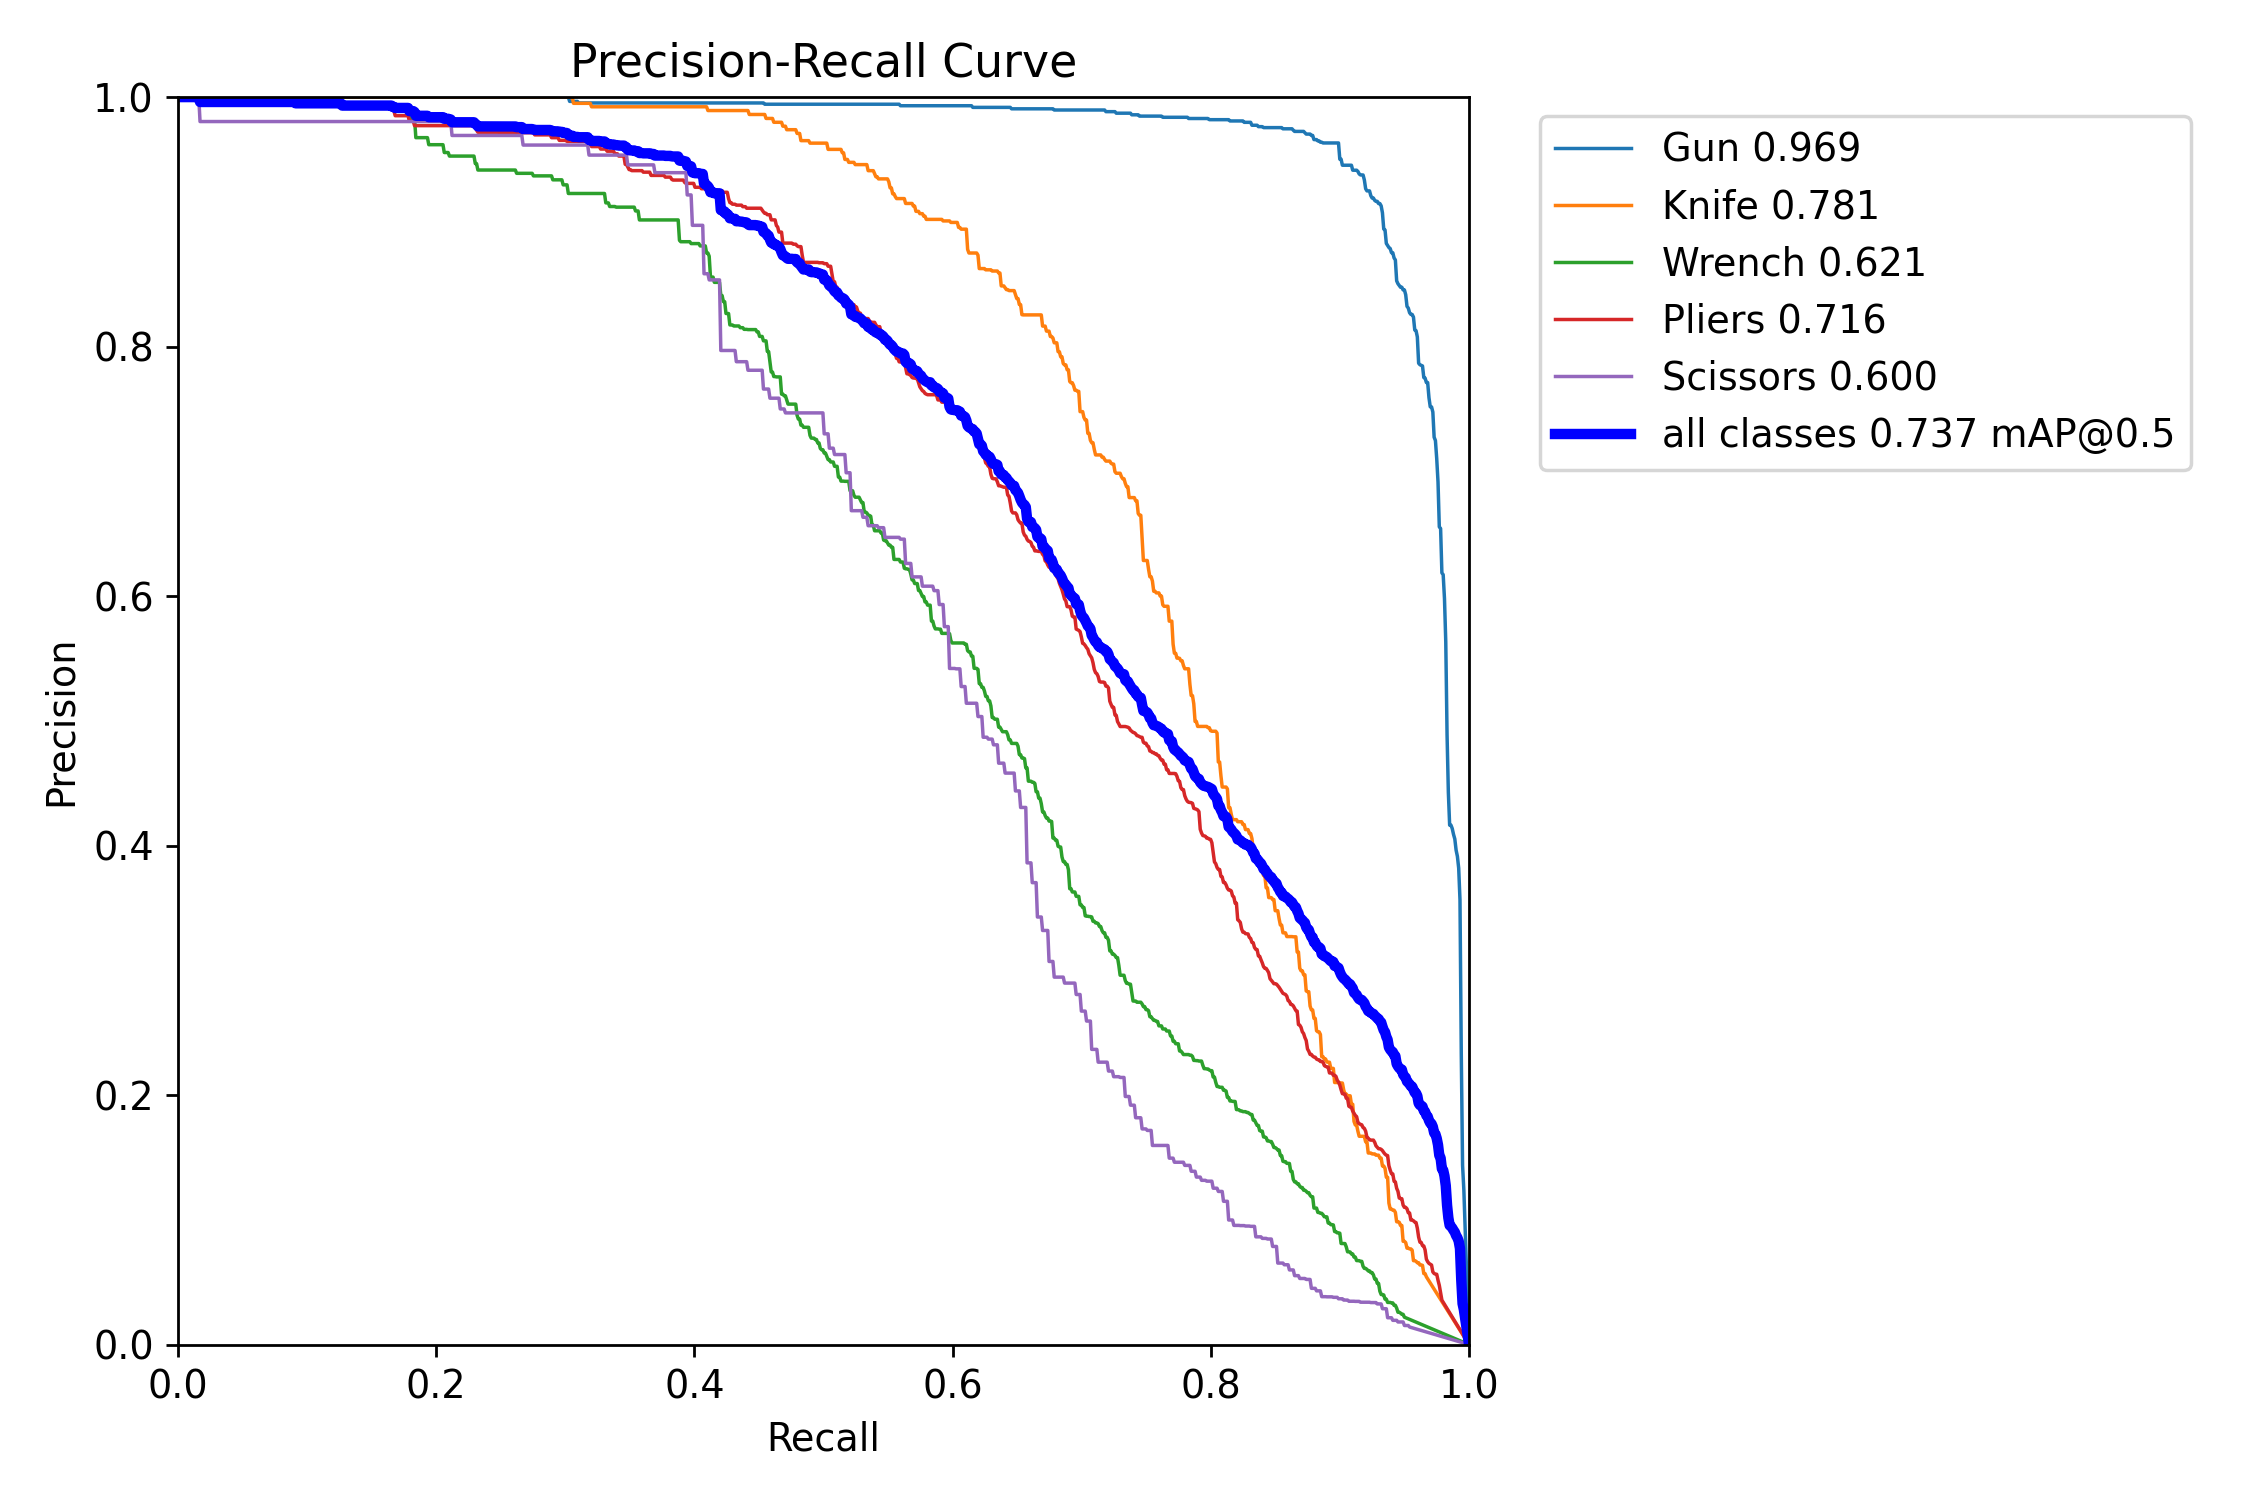 Precision-Recall Curve
1.0
0.8
0.6
0.4
0.2
0.0
Precision
0.0 0.2 0.4 0.6 0.8 1.0
Recall
Gun 0.969
Knife 0.781
Wrench 0.621
Pliers 0.716
Scissors 0.600
all classes 0.737 mAP@0.5